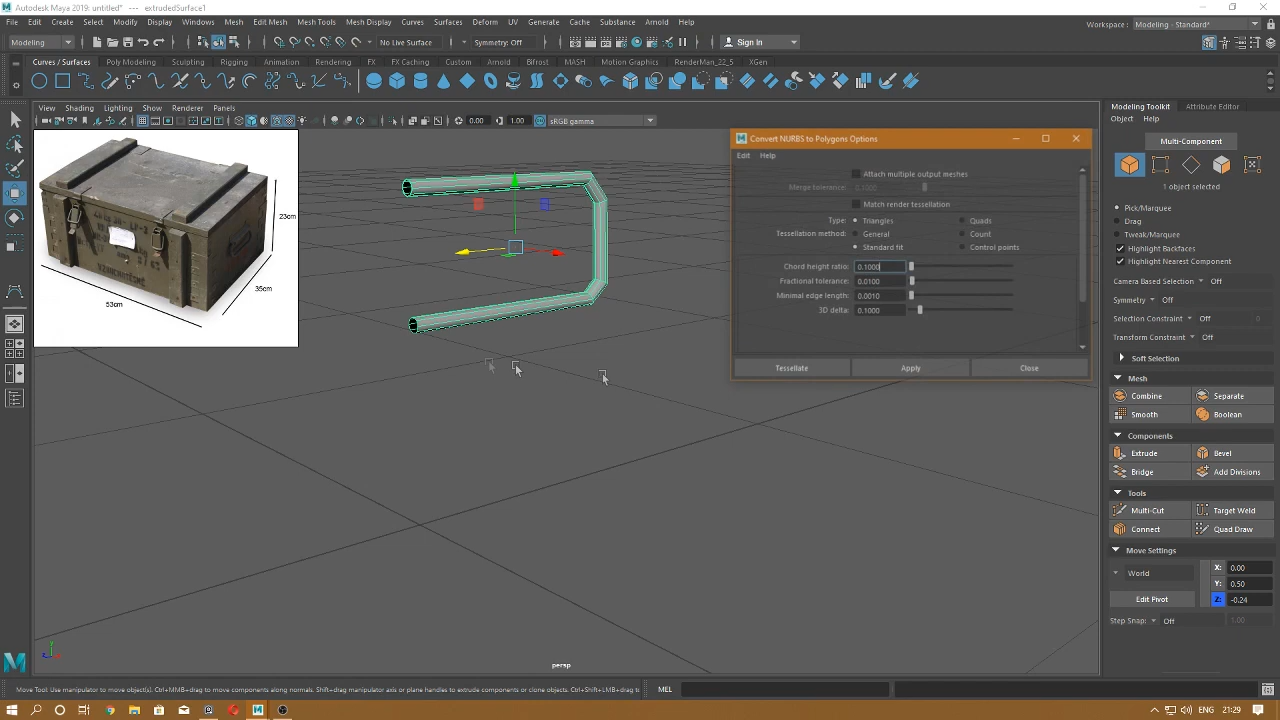 Autodesk Maya 2019: untitled* --- extrudedSurface1
File Edit Create Select Modify Display Windows Mesh Edit Mesh Mesh Tools Mesh Display Curves Surfaces Deform UV Generate Cache Substance Arnold Help
Workspace : Modeling - Standard*
Modeling No Live Surface Symmetry: Off Sign In
Curves / Surfaces Poly Modeling Sculpting Rigging Animation Rendering FX FX Caching Custom Arnold Bifrost MASH Motion Graphics RenderMan_22_5 XGen
View Shading Lighting Show Renderer Panels
0.00 1.00 sRGB gamma
23cm
35cm
53cm
Convert NURBS to Polygons Options
Edit Help
Attach multiple output meshes
Merge tolerance: 0.1000
Match render tessellation
Type: Triangles Quads
Tessellation method: General Count
Standard fit Control points
Chord height ratio: 0.1000
Fractional tolerance: 0.0100
Minimal edge length: 0.0010
3D delta: 0.1000
Tessellate Apply Close
Modeling Toolkit Attribute Editor
Object Help
Multi-Component
1 object selected
Pick/Marquee
Drag
Tweak/Marquee
Highlight Backfaces
Highlight Nearest Component
Camera Based Selection Off
Symmetry Off
Selection Constraint Off 0
Transform Constraint Off
Soft Selection
Mesh
Combine Separate
Smooth Boolean
Components
Extrude Bevel
Bridge Add Divisions
Tools
Multi-Cut Target Weld
Connect Quad Draw
Move Settings
World X: 0.00
Y: 0.50
Edit Pivot Z: -0.24
Step Snap: Off 1.00
persp
Move Tool: Use manipulator to move object(s). Ctrl+MMB+drag to move components along normals. Shift+drag manipulator axis or plane handles to extrude components or clone objects. Ctrl+Shift+LMB+drag to
MEL
ENG 21:29